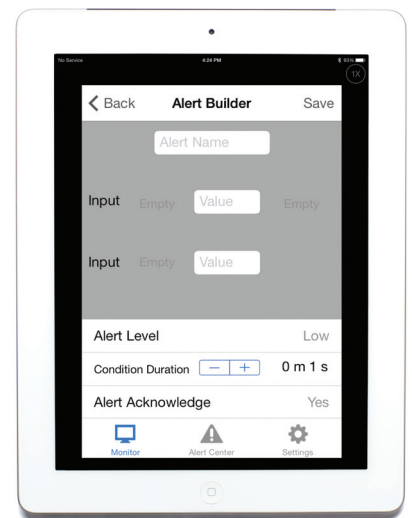 No Service 4:24 PM 93%
1X
Back Alert Builder Save
Alert Name
Input Empty Value Empty
Input Empty Value
Alert Level Low
Condition Duration − + 0 m 1 s
Alert Acknowledge Yes
Monitor Alert Center Settings